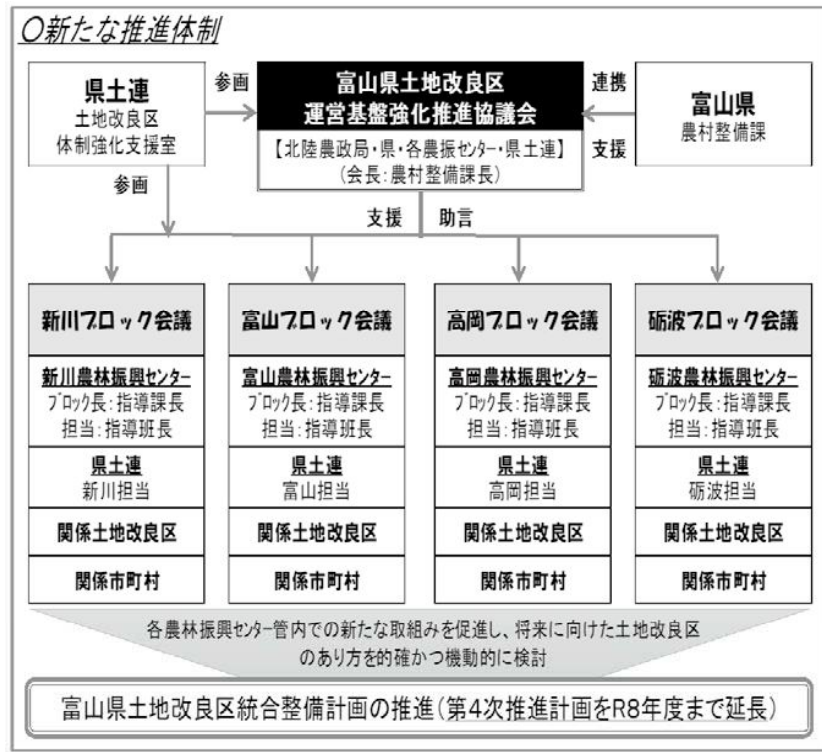 〇新たな推進体制
県土連
土地改良区
体制強化支援室
参画
富山県土地改良区
運営基盤強化推進協議会
【北陸農政局・県・各農振センター・県土連】
(会長:農村整備課長)
連携
支援
富山県
農村整備課
参画
支援 助言
新川ブロック会議
新川農林振興センター
ブロック長:指導課長
担当:指導班長
県土連
新川担当
関係土地改良区
関係市町村
富山ブロック会議
富山農林振興センター
ブロック長:指導課長
担当:指導班長
県土連
富山担当
関係土地改良区
関係市町村
高岡ブロック会議
高岡農林振興センター
ブロック長:指導課長
担当:指導班長
県土連
高岡担当
関係土地改良区
関係市町村
砺波ブロック会議
砺波農林振興センター
ブロック長:指導課長
担当:指導班長
県土連
砺波担当
関係土地改良区
関係市町村
各農林振興センター管内での新たな取組みを促進し、将来に向けた土地改良区
のあり方を的確かつ機動的に検討
富山県土地改良区統合整備計画の推進(第4次推進計画をR8年度まで延長)